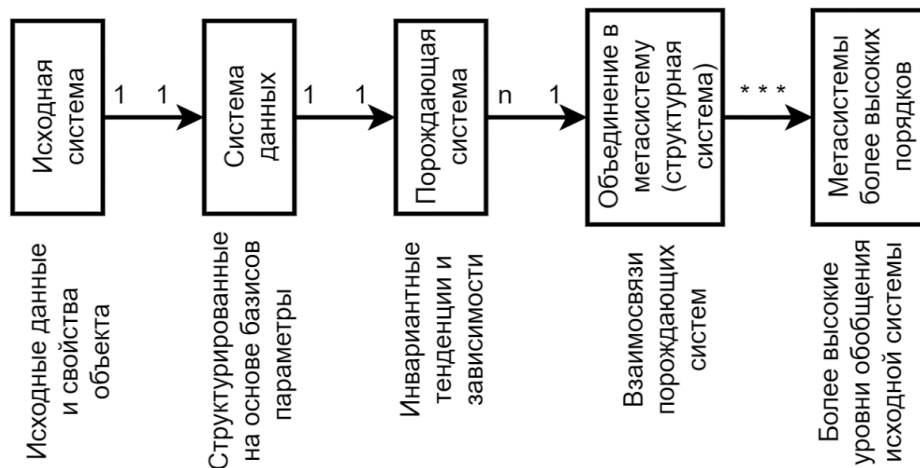 Исходная
система
1 1
Система
данных
1 1
Порождающая
система
n 1
Объединение в
метасистему
(структурная
система)
* * *
Метасистемы
более высоких
порядков
Исходные данные
и свойства
объекта
Структурированные
на основе базисов
параметры
Инвариантные
тенденции и
зависимости
Взаимосвязи
порождающих
систем
Более высокие
уровни обобщения
исходной системы